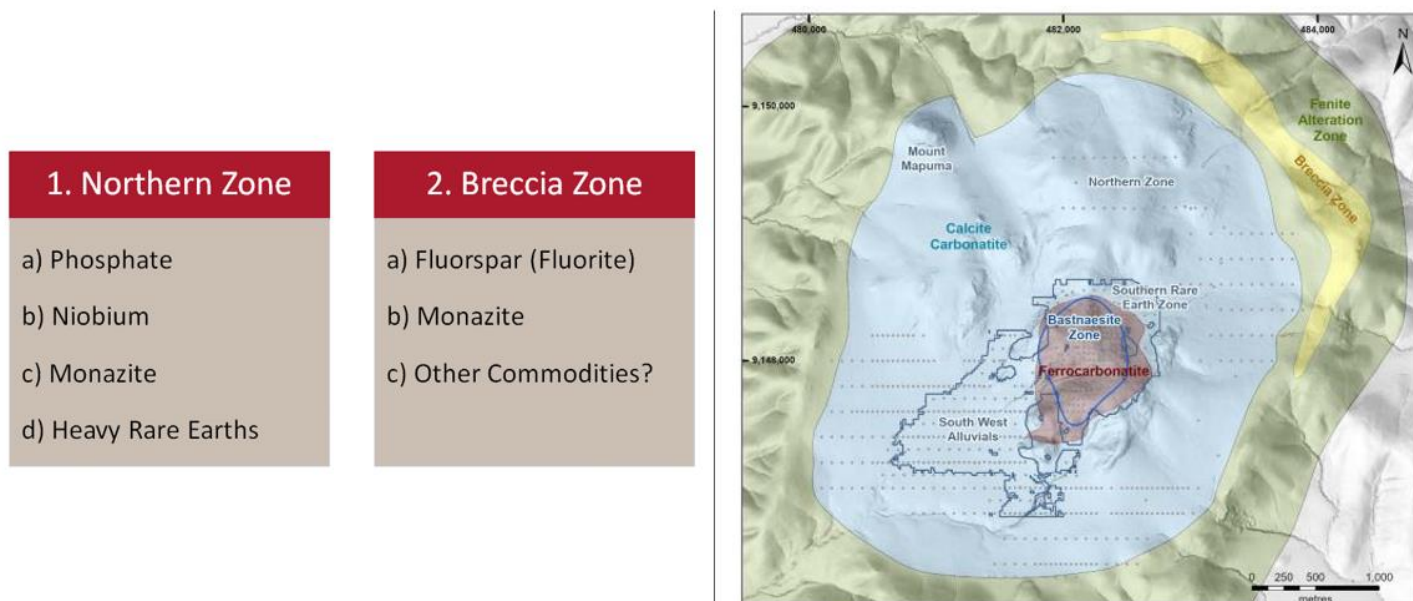 1. Northern Zone
a) Phosphate
b) Niobium
c) Monazite
d) Heavy Rare Earths
2. Breccia Zone
a) Fluorspar (Fluorite)
b) Monazite
c) Other Commodities?
480,000
482,000
484,000
N
9,150,000
Fenite
Alteration
Zone
Mount
Mapuma
Northern Zone
Breccia Zone
Calcite
Carbonatite
Southern Rare
Earth Zone
Bastnaesite
Zone
9,148,000
Ferrocarbonatite
South West
Alluvials
0 250 500 1,000
metres